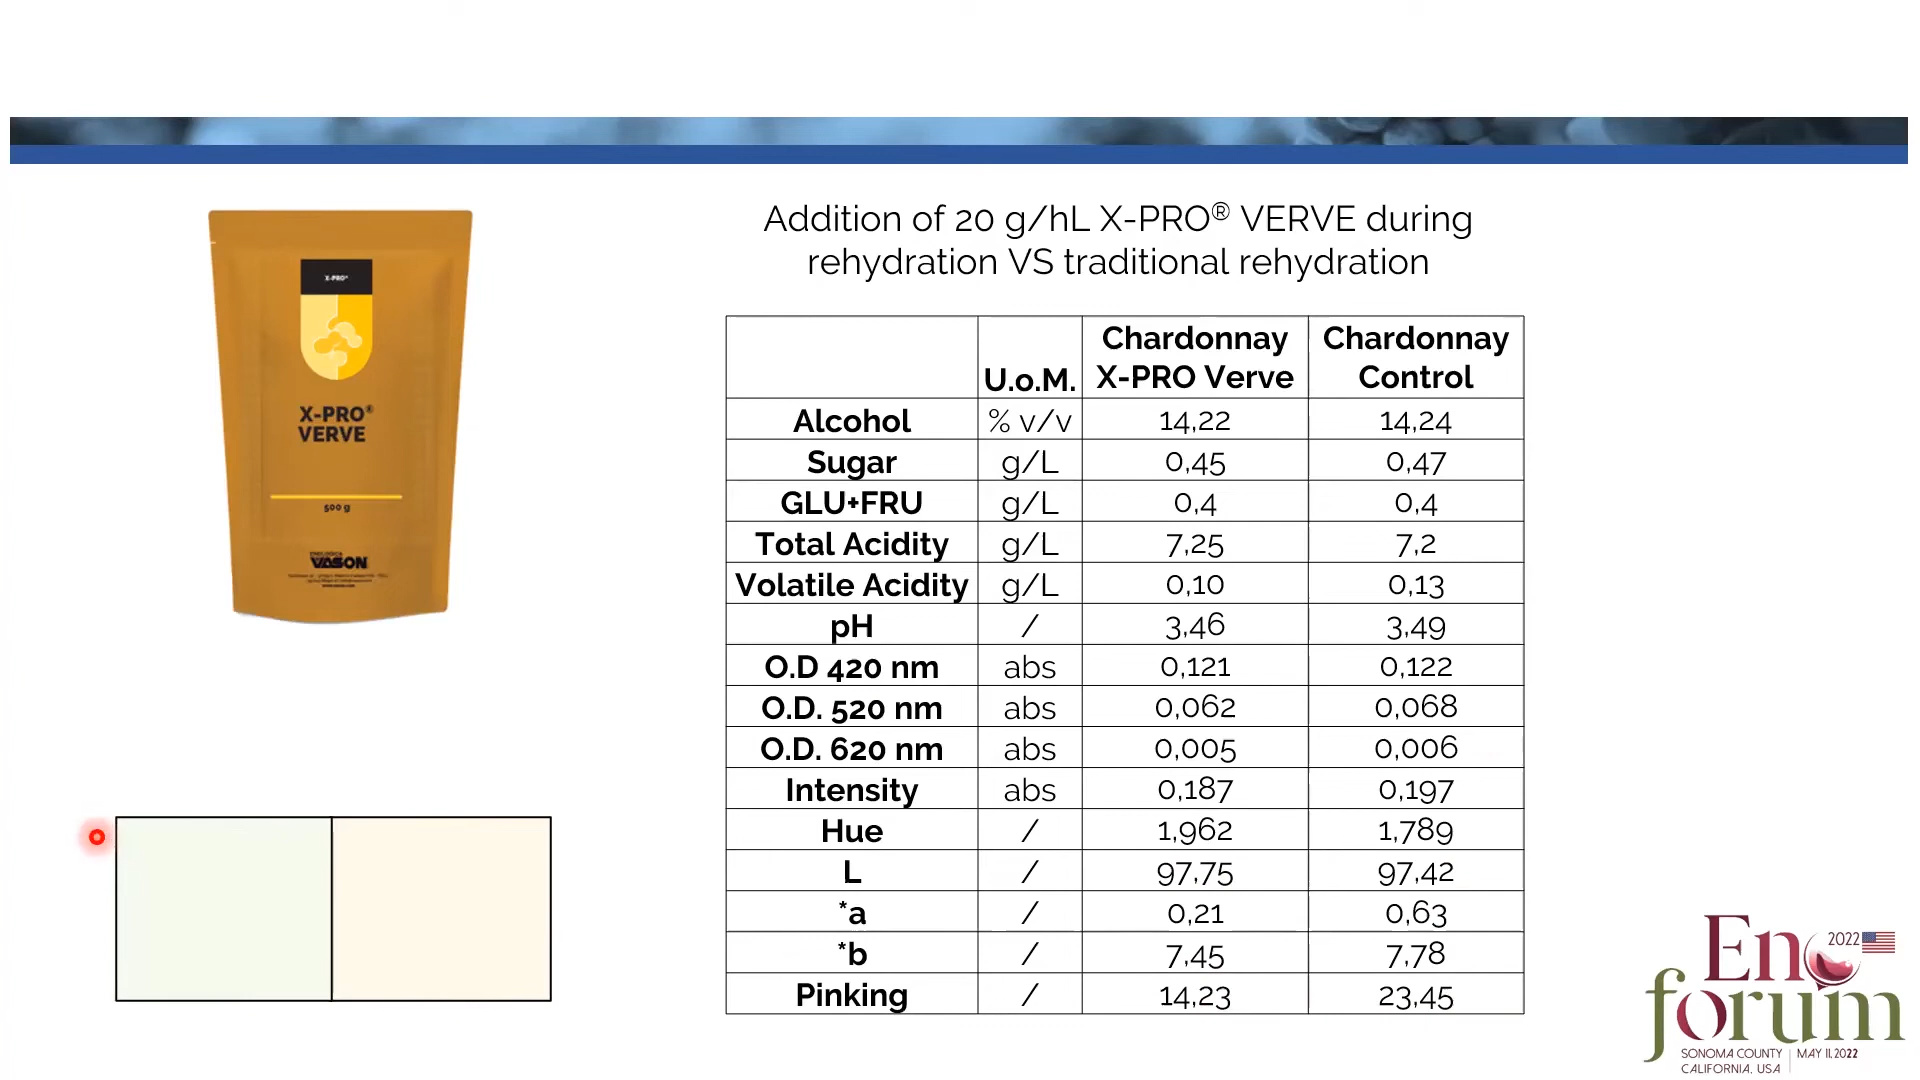 Addition of 20 g/hL X-PRO® VERVE during
rehydration VS traditional rehydration
X-PRO®
X-PRO®
VERVE
500 g
ENOLOGICA
VASON
U.o.M. Chardonnay X-PRO Verve Chardonnay Control
Alcohol % v/v 14,22 14,24
Sugar g/L 0,45 0,47
GLU+FRU g/L 0,4 0,4
Total Acidity g/L 7,25 7,2
Volatile Acidity g/L 0,10 0,13
pH / 3,46 3,49
O.D 420 nm abs 0,121 0,122
O.D. 520 nm abs 0,062 0,068
O.D. 620 nm abs 0,005 0,006
Intensity abs 0,187 0,197
Hue / 1,962 1,789
L / 97,75 97,42
*a / 0,21 0,63
*b / 7,45 7,78
Pinking / 14,23 23,45
Eno 2022
forum
SONOMA COUNTY MAY 11, 2022
CALIFORNIA, USA